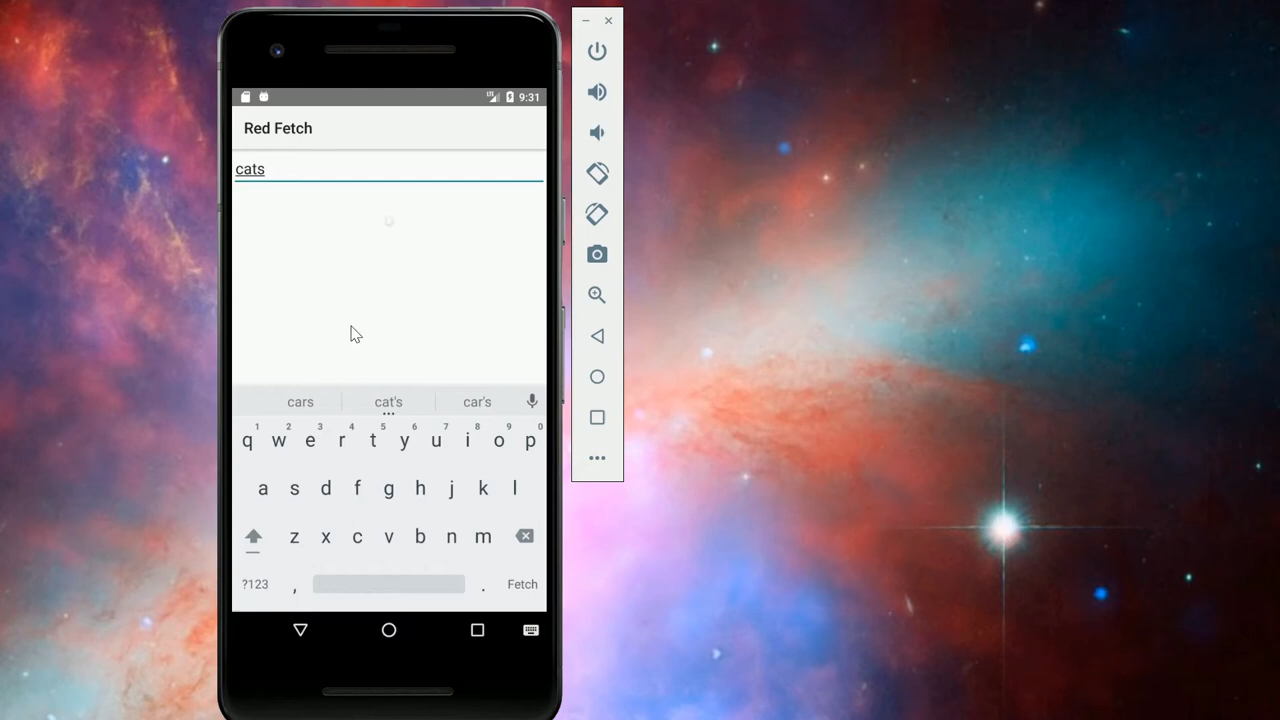 LTE 9:31
Red Fetch
cats
cars cat's car's
1 2 3 4 5 6 7 8 9 0
q w e r t y u i o p
a s d f g h j k l
z x c v b n m
?123 , . Fetch